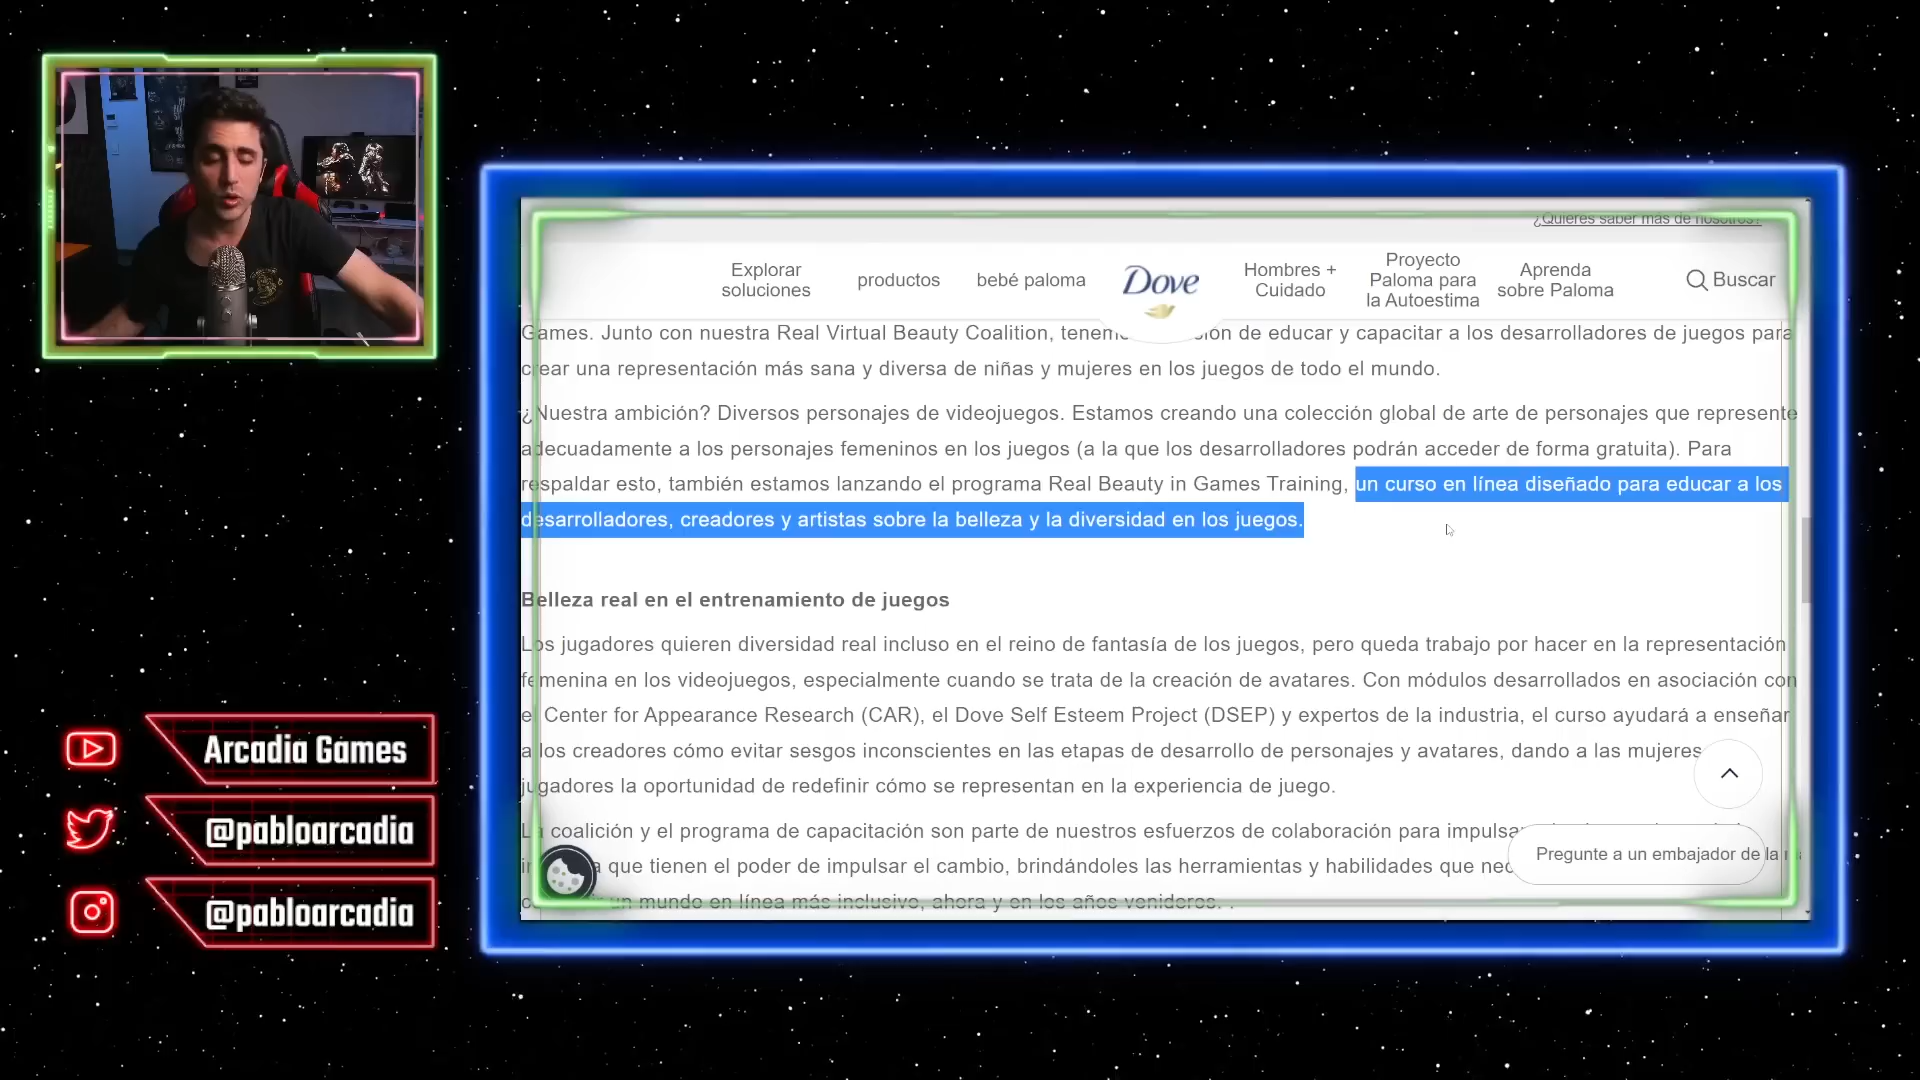 ¿Quieres saber más de nosotros?
Explorar soluciones
productos
bebé paloma
Dove
Hombres + Cuidado
Proyecto Paloma para la Autoestima
Aprenda sobre Paloma
Buscar
Games. Junto con nuestra Real Virtual Beauty Coalition, de educar y capacitar a los desarrolladores de juegos para
crear una representación más sana y diversa de niñas y mujeres en los juegos de todo el mundo.
¿Nuestra ambición? Diversos personajes de videojuegos. Estamos creando una colección global de arte de personajes que represente
adecuadamente a los personajes femeninos en los juegos (a la que los desarrolladores podrán acceder de forma gratuita). Para
respaldar esto, también estamos lanzando el programa Real Beauty in Games Training, un curso en línea diseñado para educar a los
desarrolladores, creadores y artistas sobre la belleza y la diversidad en los juegos.
Belleza real en el entrenamiento de juegos
Los jugadores quieren diversidad real incluso en el reino de fantasía de los juegos, pero queda trabajo por hacer en la representación
femenina en los videojuegos, especialmente cuando se trata de la creación de avatares. Con módulos desarrollados en asociación con
el Center for Appearance Research (CAR), el Dove Self Esteem Project (DSEP) y expertos de la industria, el curso ayudará a enseñar
a los creadores cómo evitar sesgos inconscientes en las etapas de desarrollo de personajes y avatares, dando a las mujeres
jugadores la oportunidad de redefinir cómo se representan en la experiencia de juego.
La coalición y el programa de capacitación son parte de nuestros esfuerzos de colaboración para impulsar
que tienen el poder de impulsar el cambio, brindándoles las herramientas y habilidades que
un mundo en línea más inclusivo, ahora y en los años venideros. .
Pregunte a un embajador de la
Arcadia Games
@pabloarcadia
@pabloarcadia